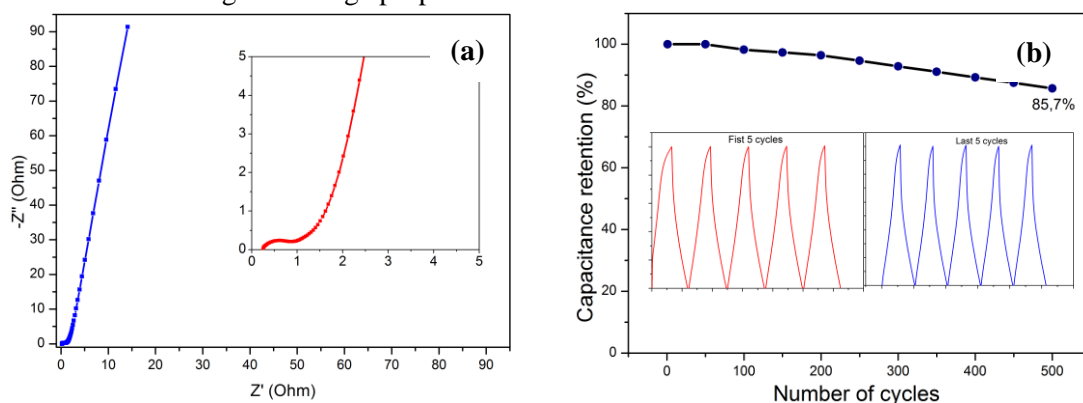 (a)
-Z'' (Ohm)
90
80
70
60
50
40
30
20
10
0
0 10 20 30 40 50 60 70 80 90
Z' (Ohm)
5
4
3
2
1
0
0 1 2 3 4 5
(b)
Capacitance retention (%)
100
80
60
40
20
0
85,7%
Fist 5 cycles
Last 5 cycles
0 100 200 300 400 500
Number of cycles